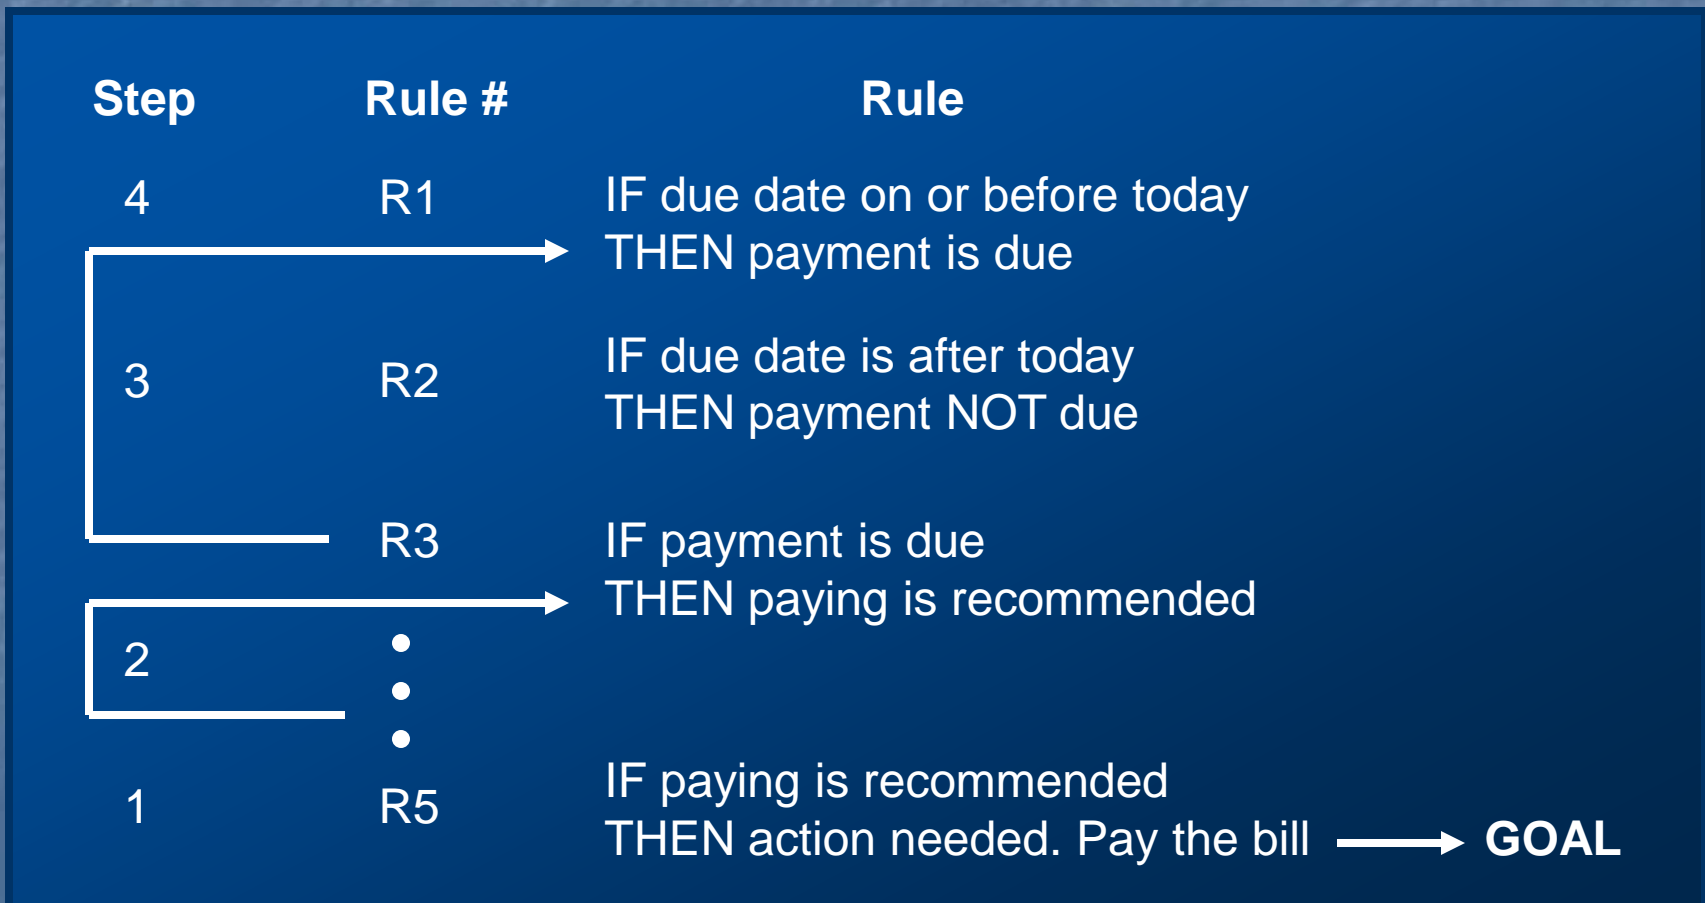 Step Rule # Rule
4 R1 IF due date on or before today
THEN payment is due
3 R2 IF due date is after today
THEN payment NOT due
R3 IF payment is due
THEN paying is recommended
2
1 R5 IF paying is recommended
THEN action needed. Pay the bill GOAL